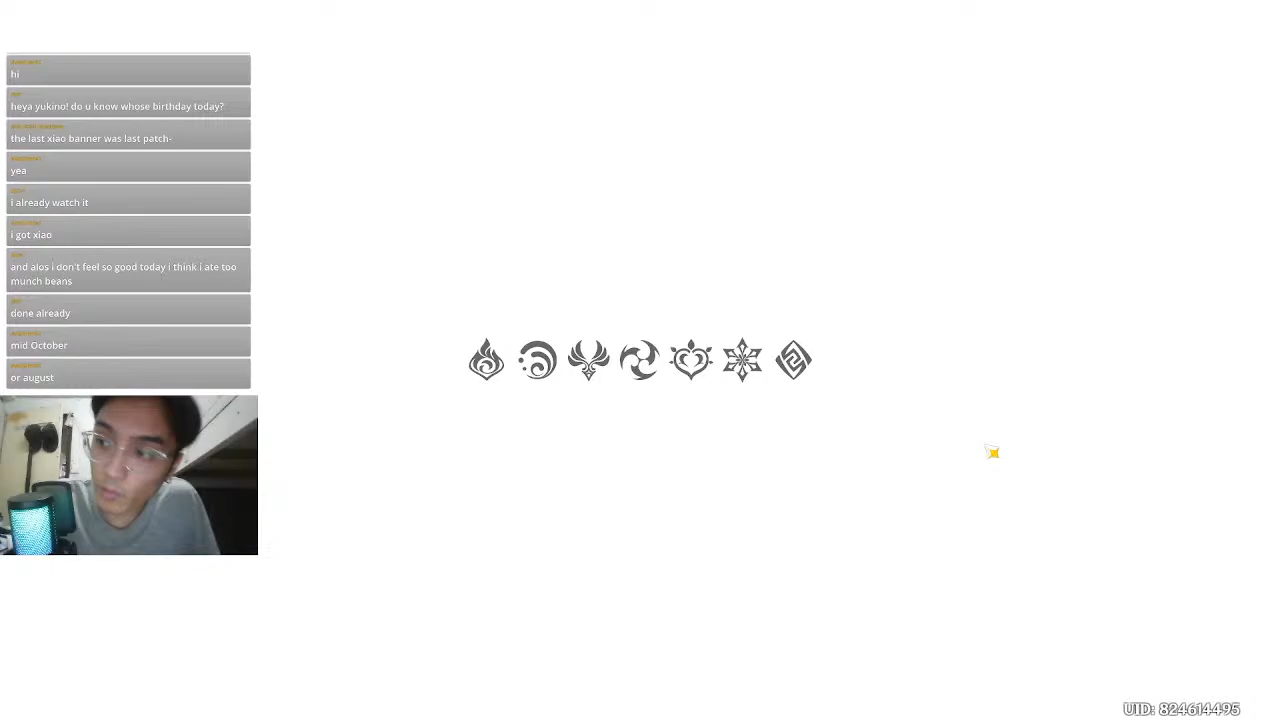 hi
heya yukino! do u know whose birthday today?
the last xiao banner was last patch-
yea
i already watch it
i got xiao
and alos i don't feel so good today i think i ate too
munch beans
done already
mid October
or august
UID: 824614495